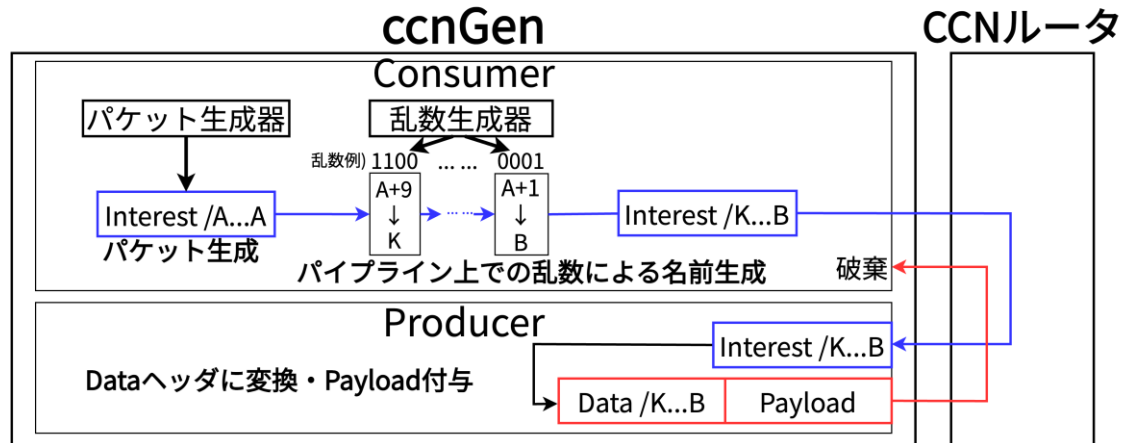 ccnGen
CCNルータ
Consumer
パケット生成器
乱数生成器
乱数例) 1100 ... ... 0001
A+9
↓
K
... ...
A+1
↓
B
Interest /A...A
Interest /K...B
パケット生成
パイプライン上での乱数による名前生成
破棄
Producer
Interest /K...B
Dataヘッダに変換・Payload付与
Data /K...B
Payload